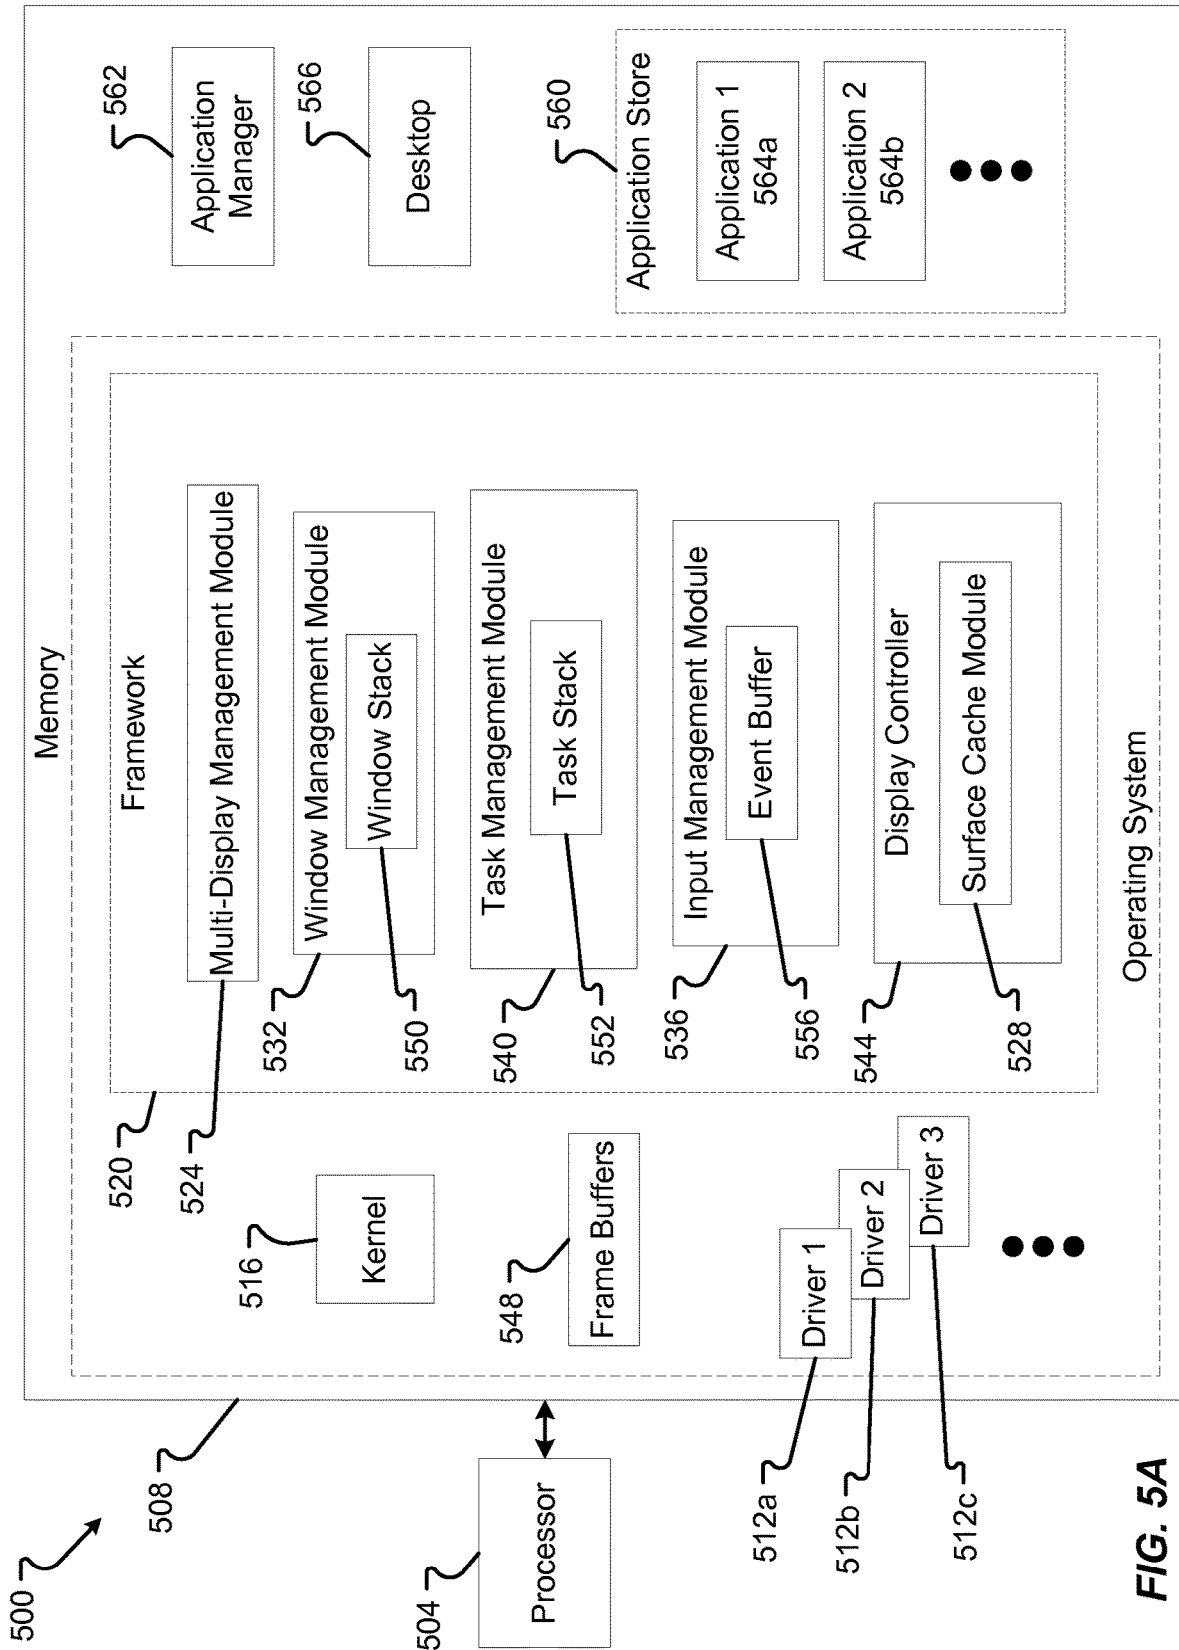 500
508
Memory
504
Processor
520
Framework
524
Multi-Display Management Module
532
Window Management Module
550
Window Stack
540
Task Management Module
552
Task Stack
536
Input Management Module
556
Event Buffer
544
Display Controller
528
Surface Cache Module
516
Kernel
548
Frame Buffers
Driver 1
Driver 2
Driver 3
512a
512b
512c
Operating System
562
Application
Manager
566
Desktop
560
Application Store
Application 1
564a
Application 2
564b
FIG. 5A